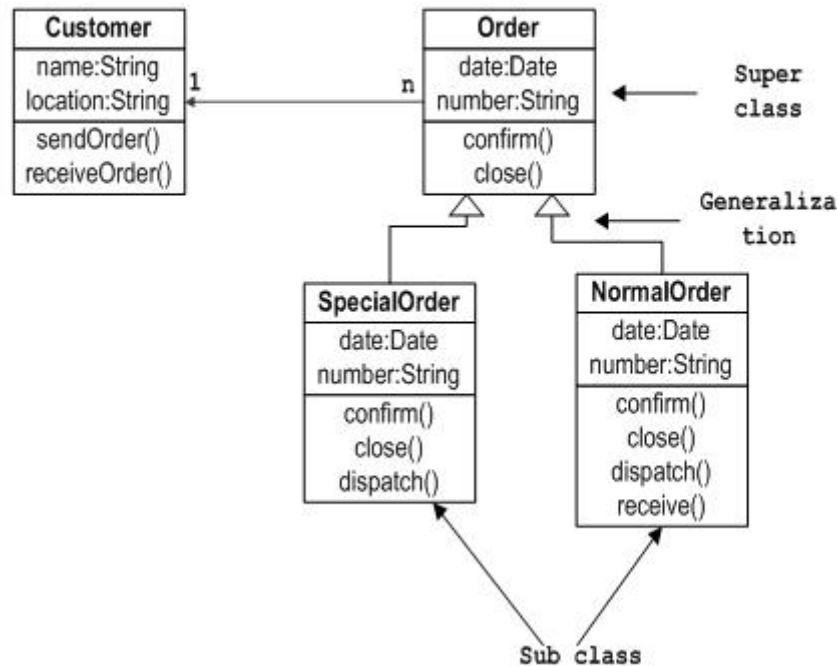 Customer
name:String
location:String
sendOrder()
receiveOrder()
1
n
Order
date:Date
number:String
confirm()
close()
Super
class
Generaliza
tion
SpecialOrder
date:Date
number:String
confirm()
close()
dispatch()
NormalOrder
date:Date
number:String
confirm()
close()
dispatch()
receive()
Sub class